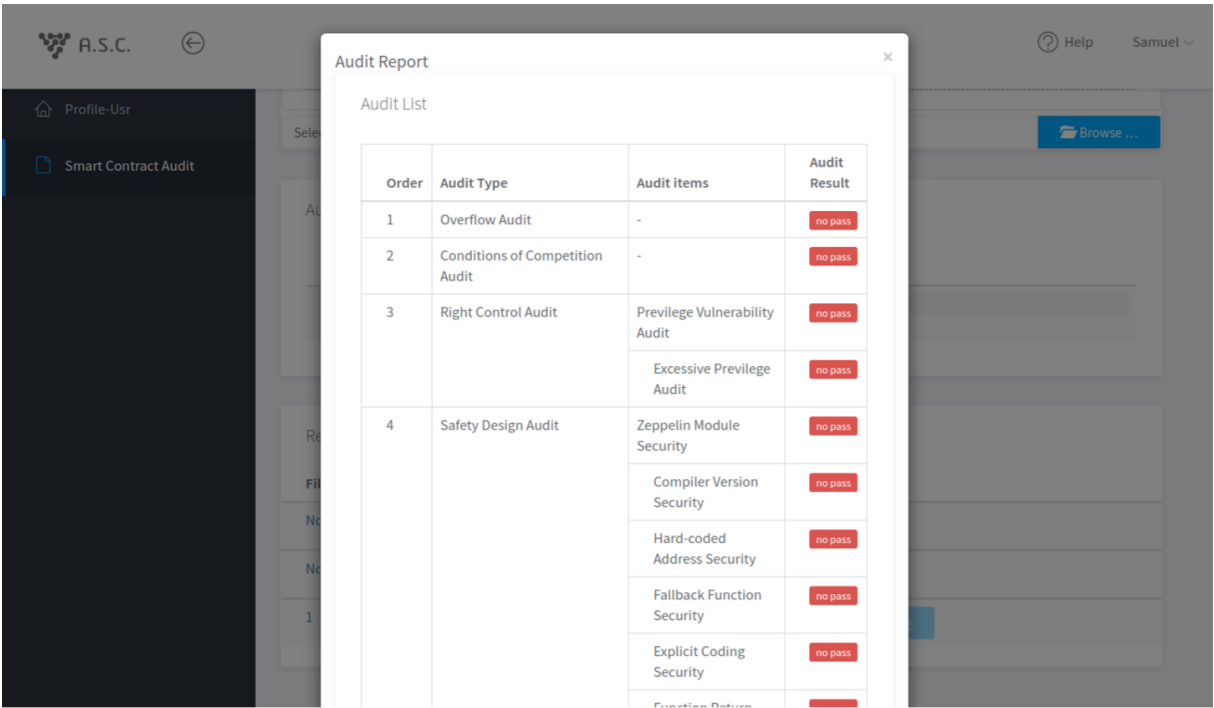 A.S.C.
Help
Samuel
Profile-Usr
Smart Contract Audit
Browse ...
Audit Report
×
Audit List
Order
Audit Type
Audit items
Audit
Result
1
Overflow Audit
-
no pass
2
Conditions of Competition
Audit
-
no pass
3
Right Control Audit
Previlege Vulnerability
Audit
no pass
Excessive Previlege
Audit
no pass
4
Safety Design Audit
Zeppelin Module
Security
no pass
Compiler Version
Security
no pass
Hard-coded
Address Security
no pass
Fallback Function
Security
no pass
Explicit Coding
Security
no pass
Function Return
1